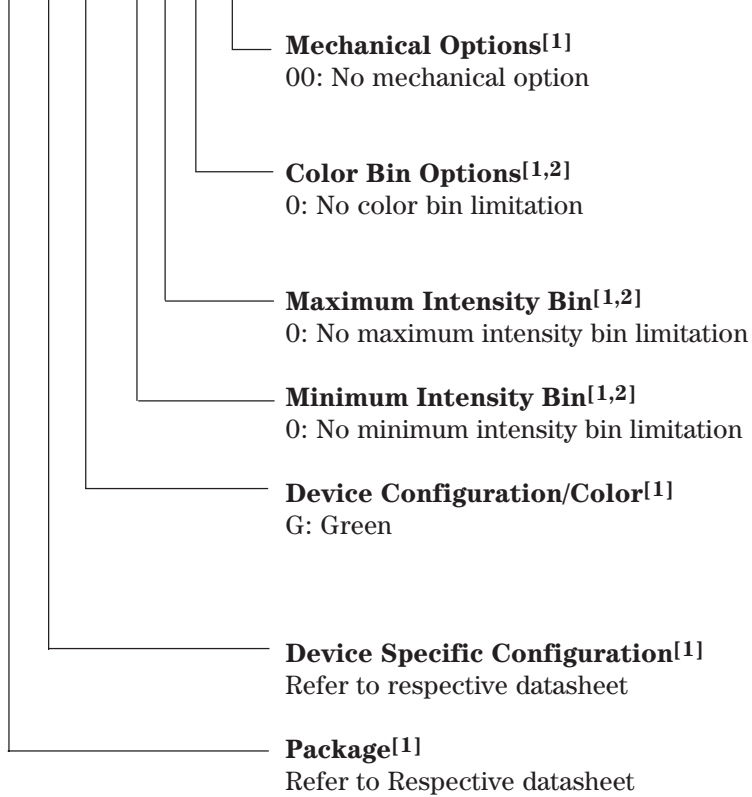 Mechanical Options[1]
00: No mechanical option
Color Bin Options[1,2]
0: No color bin limitation
Maximum Intensity Bin[1,2]
0: No maximum intensity bin limitation
Minimum Intensity Bin[1,2]
0: No minimum intensity bin limitation
Device Configuration/Color[1]
G: Green
Device Specific Configuration[1]
Refer to respective datasheet
Package[1]
Refer to Respective datasheet